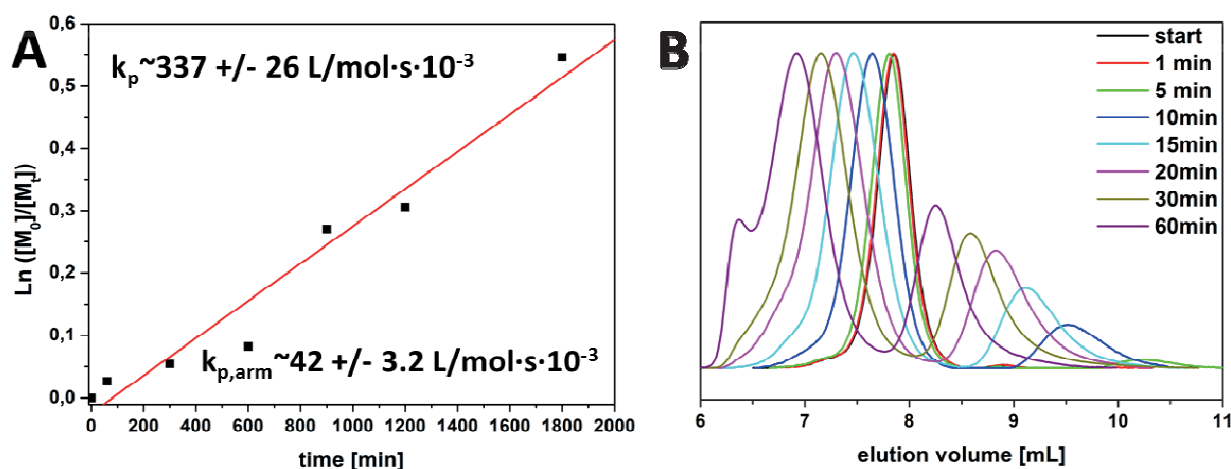 A
k_p~337 +/- 26 L/mol·s·10⁻³
k_p,arm~42 +/- 3.2 L/mol·s·10⁻³
Ln ([M₀]/[Mₜ])
0,6
0,5
0,4
0,3
0,2
0,1
0,0
0 200 400 600 800 1000 1200 1400 1600 1800 2000
time [min]
B
start
1 min
5 min
10min
15min
20min
30min
60min
6 7 8 9 10 11
elution volume [mL]